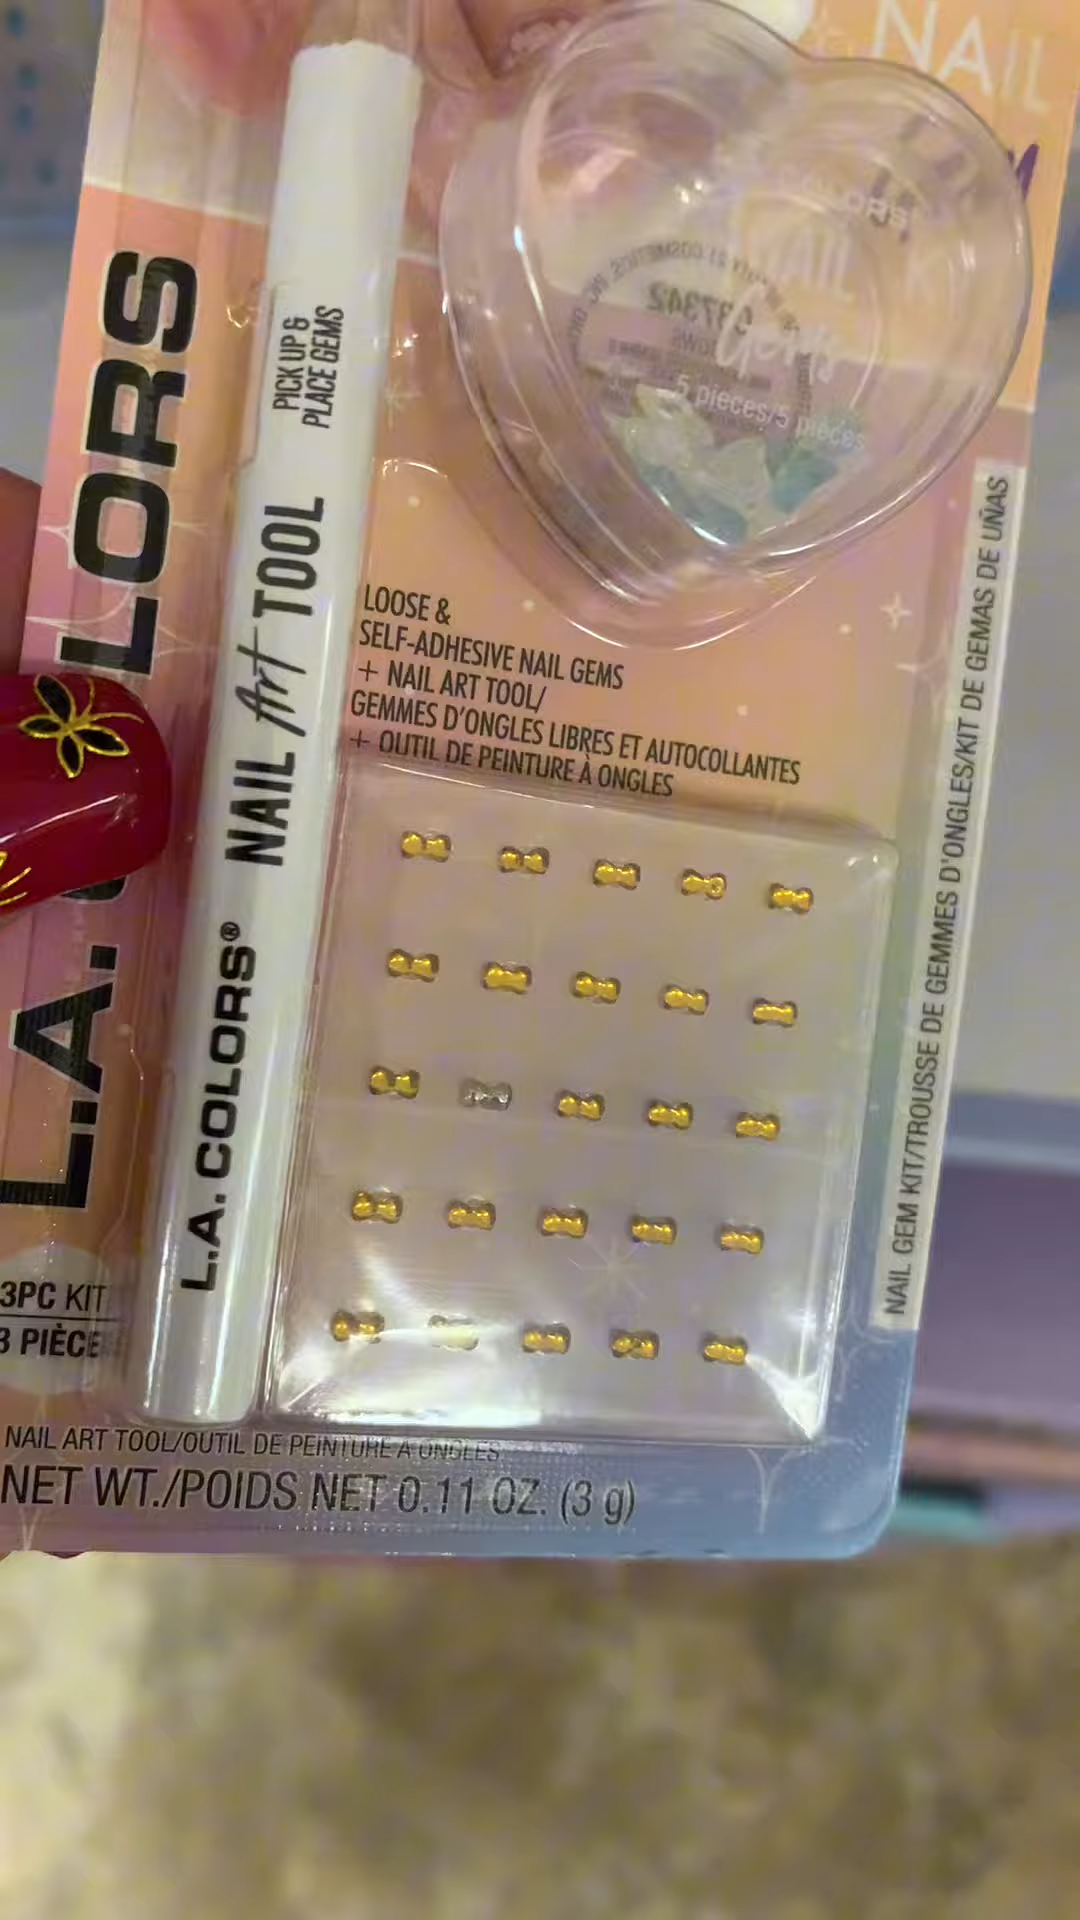 NAIL
L.A. COLORS
PICK UP &
PLACE GEMS
L.A. COLORS® NAIL Art TOOL
Gems
5 pieces/5 pièces
LOOSE &
SELF-ADHESIVE NAIL GEMS
+ NAIL ART TOOL/
GEMMES D'ONGLES LIBRES ET AUTOCOLLANTES
+ OUTIL DE PEINTURE À ONGLES
NAIL GEM KIT/TROUSSE DE GEMMES D'ONGLES/KIT DE GEMAS DE UÑAS
3PC KIT
3 PIÈCE
NAIL ART TOOL/OUTIL DE PEINTURE À ONGLES
NET WT./POIDS NET 0.11 OZ. (3 g)